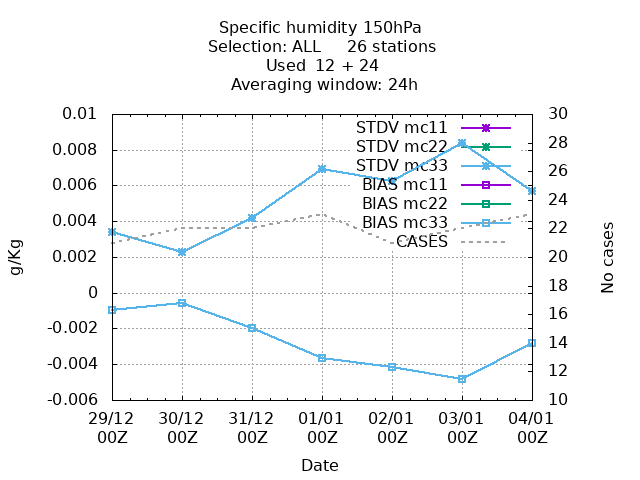 Specific humidity 150hPa
Selection: ALL     26 stations
Used  12 + 24
Averaging window: 24h
0.01
0.008
0.006
0.004
0.002
0
-0.002
-0.004
-0.006
g/Kg
30
28
26
24
22
20
18
16
14
12
10
No cases
STDV mc11
STDV mc22
STDV mc33
BIAS mc11
BIAS mc22
BIAS mc33
CASES
29/12 30/12 31/12 01/01 02/01 03/01 04/01
00Z 00Z 00Z 00Z 00Z 00Z 00Z
Date